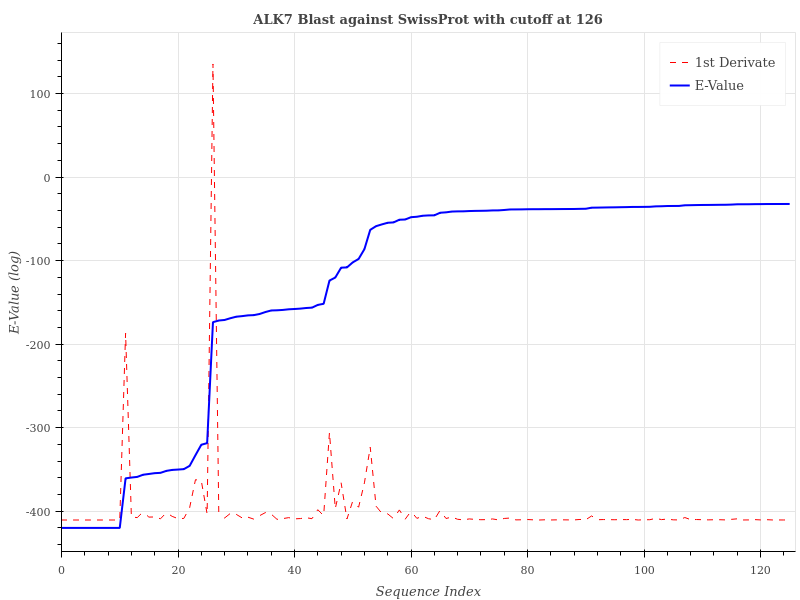 ALK7 Blast against SwissProt with cutoff at 126
1st Derivate
E-Value
E-Value (log)
100
0
-100
-200
-300
-400
0 20 40 60 80 100 120
Sequence Index